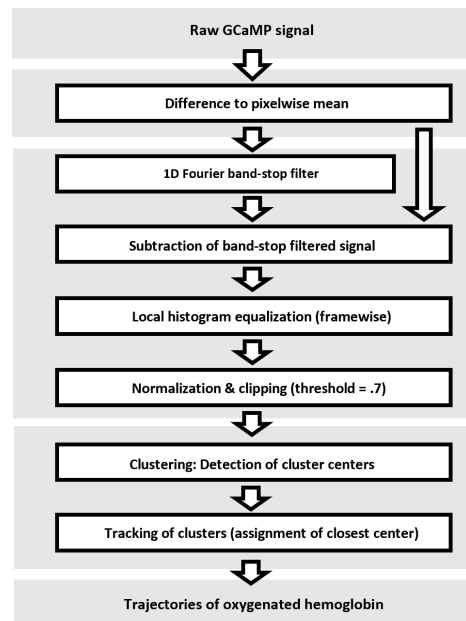 Raw GCaMP signal
Difference to pixelwise mean
1D Fourier band-stop filter
Subtraction of band-stop filtered signal
Local histogram equalization (framewise)
Normalization & clipping (threshold = .7)
Clustering: Detection of cluster centers
Tracking of clusters (assignment of closest center)
Trajectories of oxygenated hemoglobin